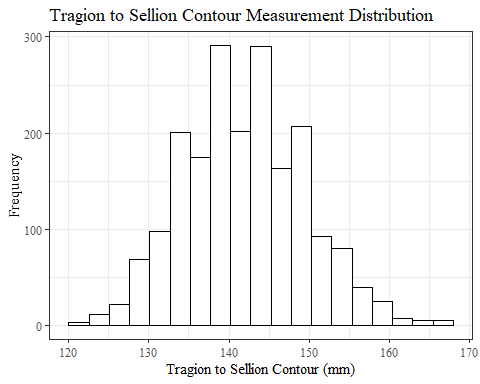 Tragion to Sellion Contour Measurement Distribution
300
200
100
0
Frequency
120 130 140 150 160 170
Tragion to Sellion Contour (mm)